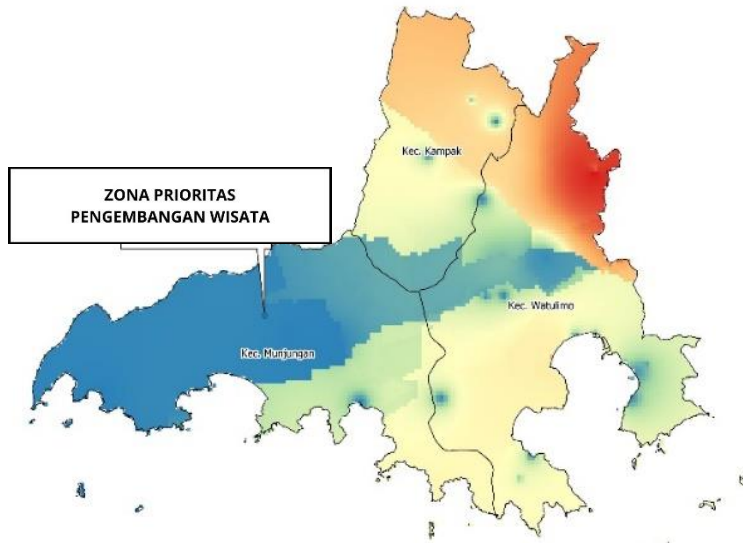 Kec. Kampak
ZONA PRIORITAS
PENGEMBANGAN WISATA
Kec. Watulimo
Kec. Munjungan